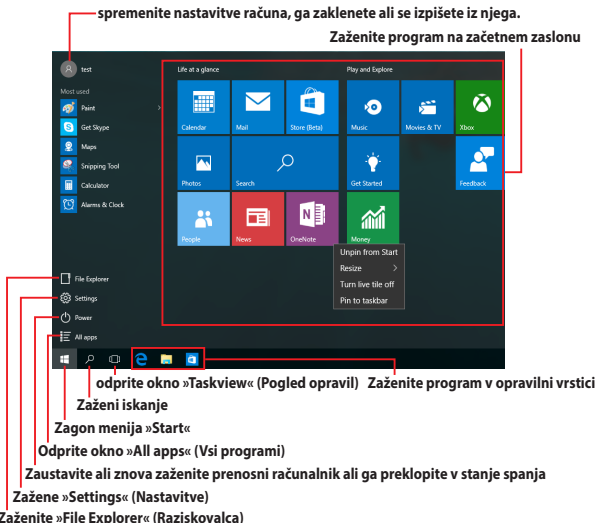 spremenite nastavitve računa, ga zaklenete ali se izpišete iz njega.
Zaženite program na začetnem zaslonu
test
Life at a glance
Play and Explore
Most used
Paint
Get Skype
Maps
Snipping Tool
Calculator
Alarms & Clock
Calendar
Mail
Store (Beta)
Music
Movies & TV
Xbox
Photos
Search
Get Started
Feedback
People
News
OneNote
Money
Unpin from Start
Resize
Turn live tile off
Pin to taskbar
File Explorer
Settings
Power
All apps
odprite okno »Taskview« (Pogled opravil)
Zaženite program v opravilni vrstici
Zaženi iskanje
Zagon menija »Start«
Odprite okno »All apps« (Vsi programi)
Zaustavite ali znova zaženite prenosni računalnik ali ga preklopite v stanje spanja
Zažene »Settings« (Nastavitve)
Zaženite »File Explorer« (Raziskovalca)